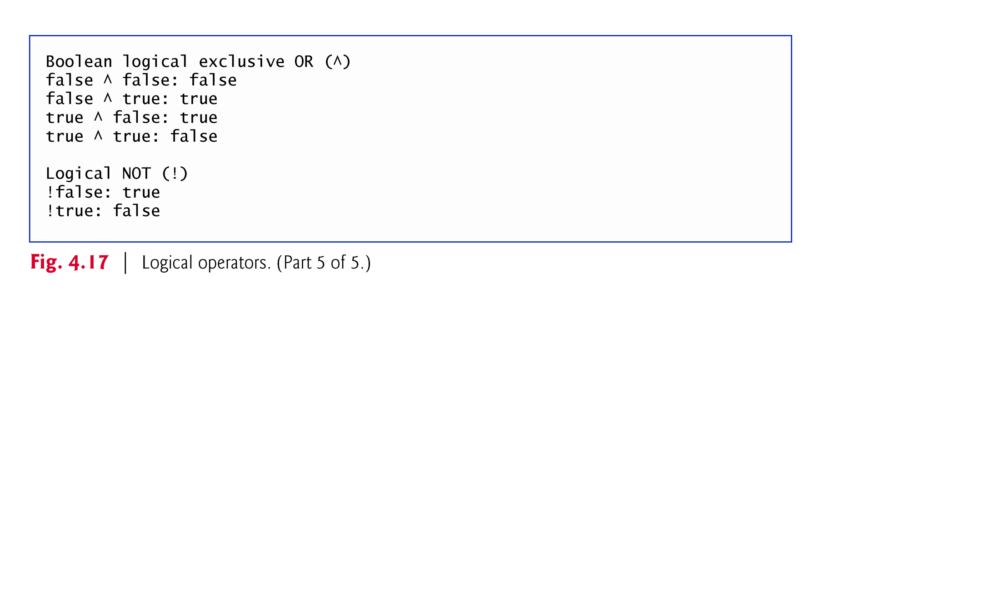 Boolean logical exclusive OR (^)
false ^ false: false
false ^ true: true
true ^ false: true
true ^ true: false
Logical NOT (!)
!false: true
!true: false
Fig. 4.17 | Logical operators. (Part 5 of 5.)